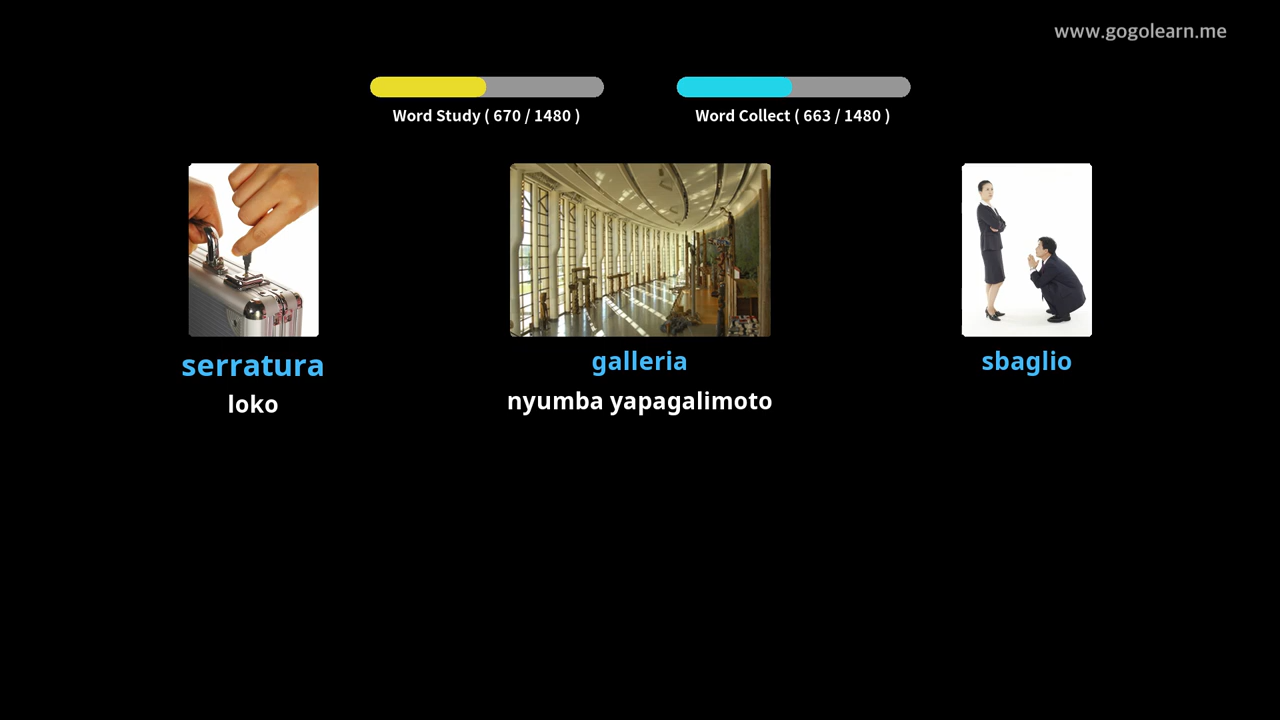 www.gogolearn.me
Word Study ( 670 / 1480 )
Word Collect ( 663 / 1480 )
serratura
galleria
sbaglio
loko
nyumba yapagalimoto